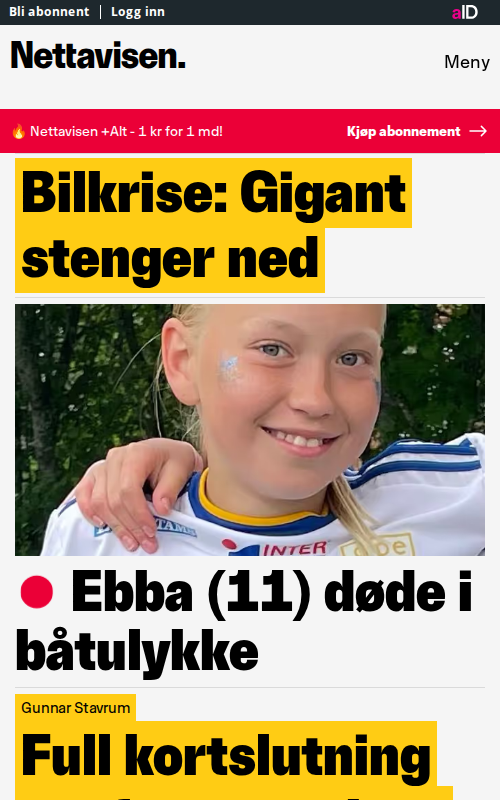 Bli abonnent | Logg inn
aID
Nettavisen.
Meny
🔥 Nettavisen +Alt - 1 kr for 1 md!
Kjøp abonnement →
Bilkrise: Gigant
stenger ned
INTER
Ebba (11) døde i
båtulykke
Gunnar Stavrum
Full kortslutning